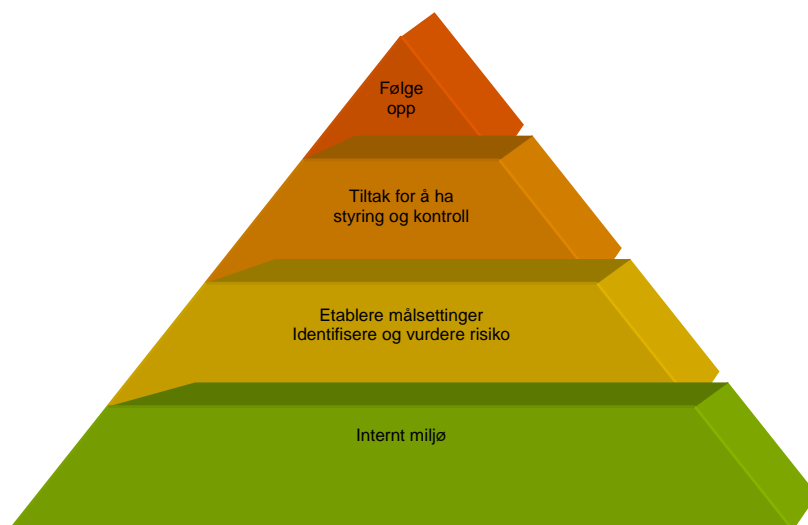 Følge
opp
Tiltak for å ha
styring og kontroll
Etablere målsettinger
Identifisere og vurdere risiko
Internt miljø